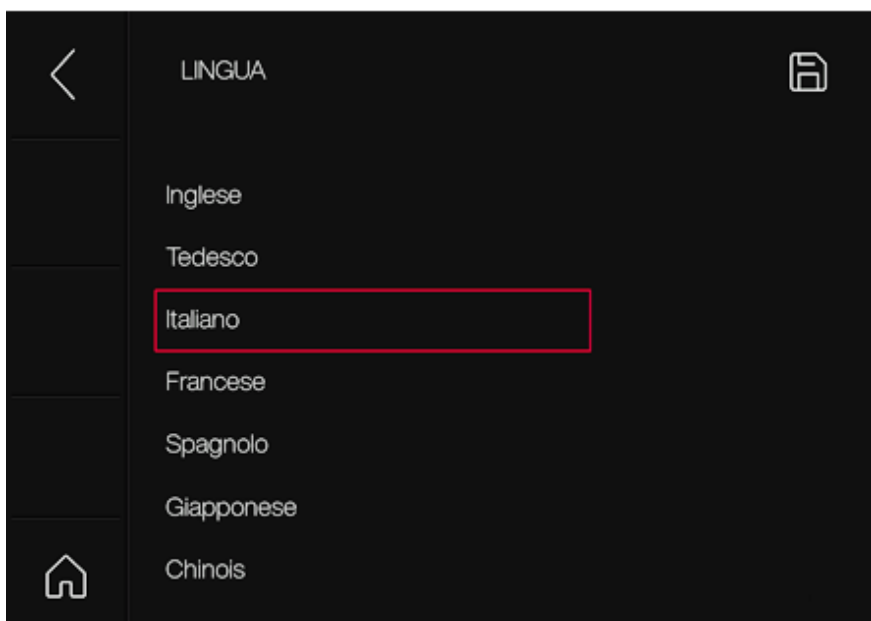 LINGUA
Inglese
Tedesco
Italiano
Francese
Spagnolo
Giapponese
Chinois